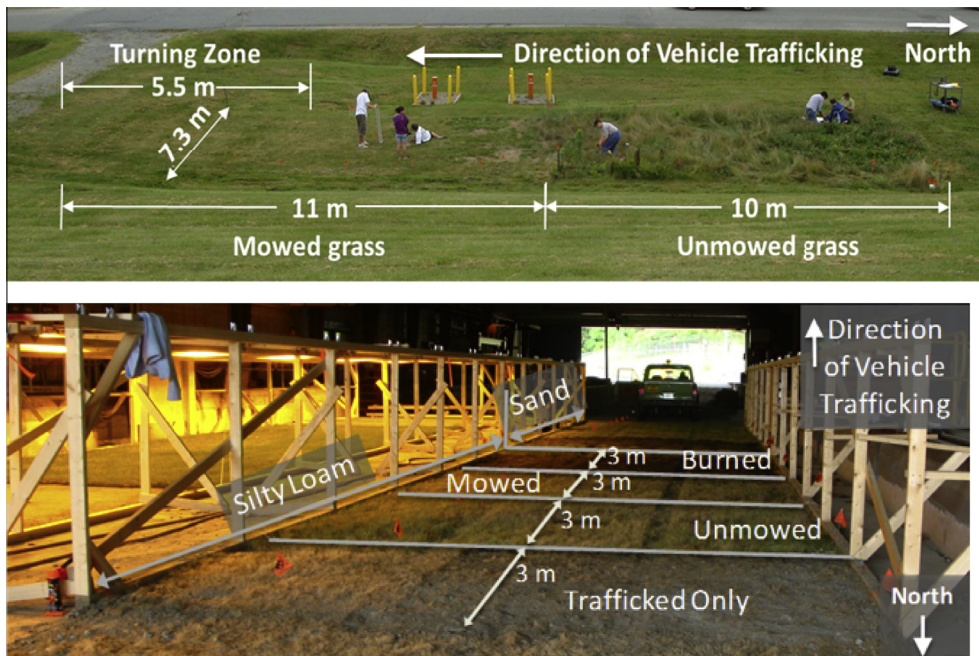 Turning Zone
5.5 m
7.3 m
Direction of Vehicle Trafficking
North
11 m
10 m
Mowed grass
Unmowed grass
Direction
of Vehicle
Trafficking
Sand
Silty Loam
3 m
Burned
Mowed
3 m
3 m
Unmowed
3 m
Trafficked Only
North